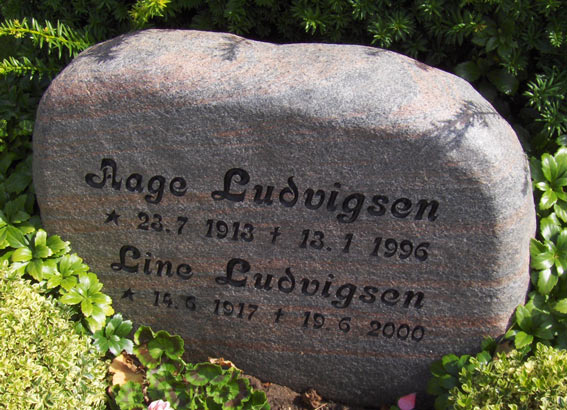 Aage Ludvigsen
* 23.7 1913 † 13.1 1996
Line Ludvigsen
* 14.6 1917 † 19.6 2000